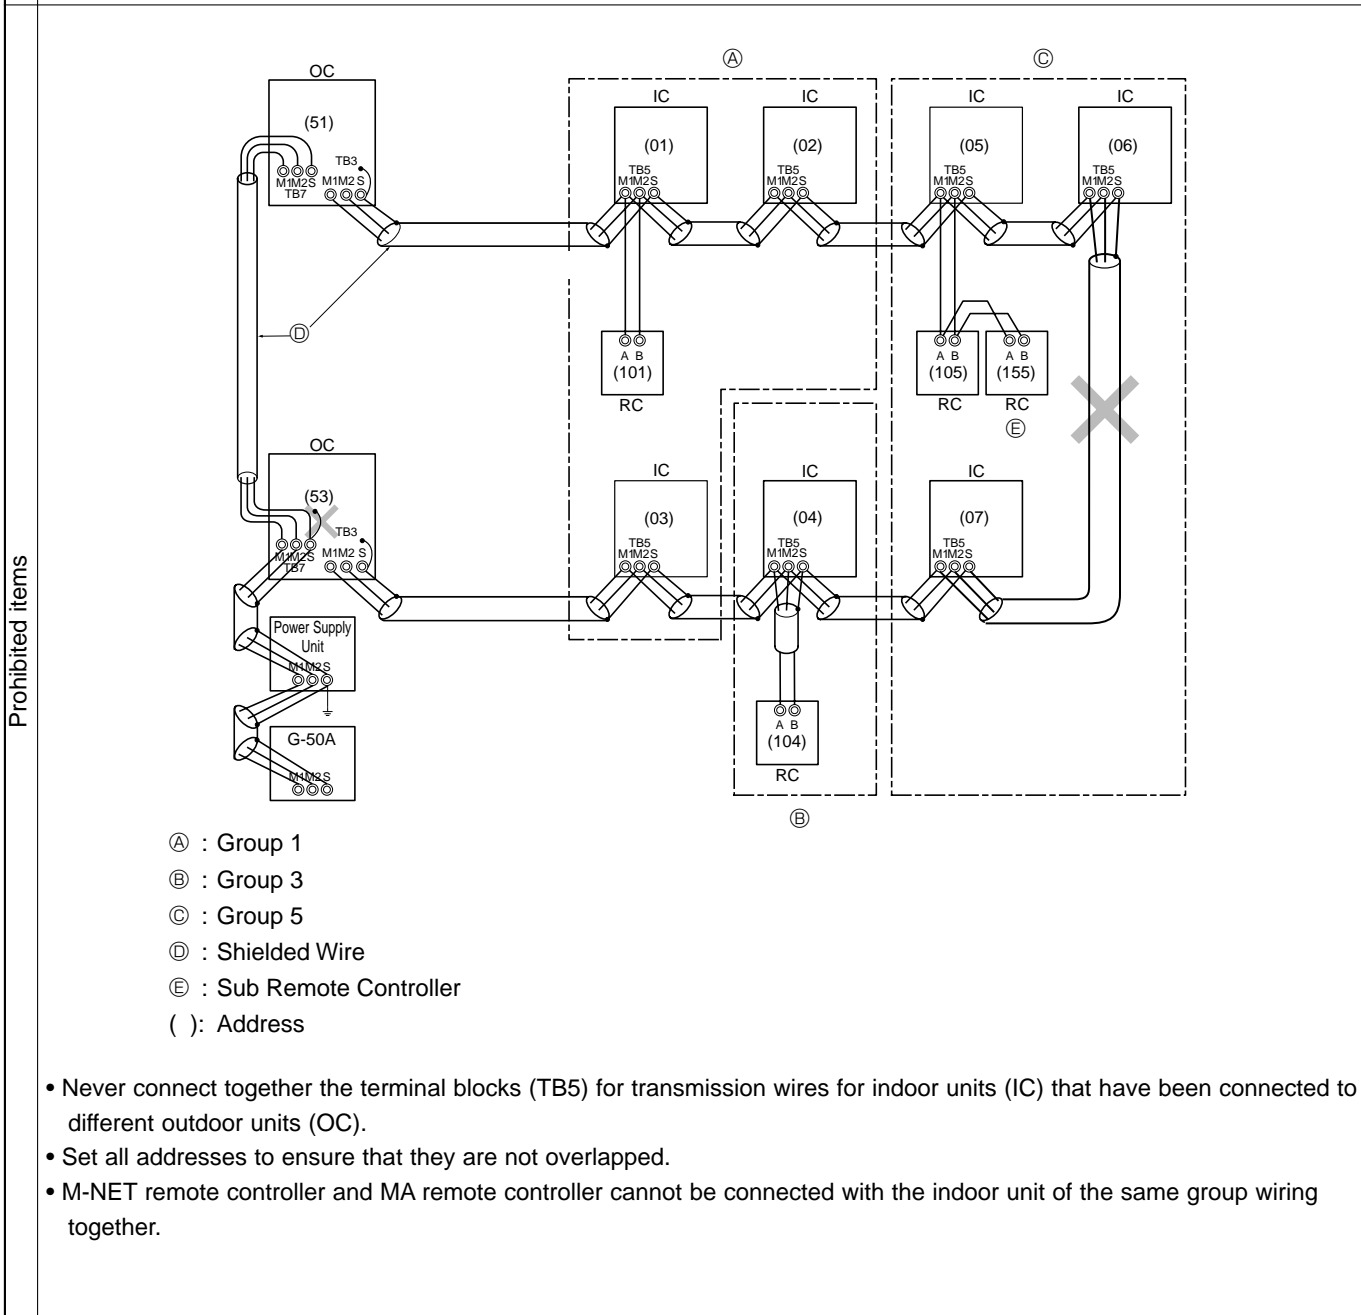 Prohibited items
Ⓐ Ⓒ
OC IC IC IC IC
(51) (01) (02) (05) (06)
TB3 TB5 TB5 TB5 TB5
M1M2S M1M2 S M1M2S M1M2S M1M2S M1M2S
TB7
Ⓓ
A B A B A B
(101) (105) (155)
RC RC RC
Ⓔ
OC IC IC IC
(53) (03) (04) (07)
TB3 TB5 TB5 TB5
M1M2S M1M2 S M1M2S M1M2S M1M2S
TB7
Power Supply
Unit
M1M2S
G-50A
M1M2S
A B
(104)
RC
Ⓑ
Ⓐ : Group 1
Ⓑ : Group 3
Ⓒ : Group 5
Ⓓ : Shielded Wire
Ⓔ : Sub Remote Controller
( ): Address
• Never connect together the terminal blocks (TB5) for transmission wires for indoor units (IC) that have been connected to
different outdoor units (OC).
• Set all addresses to ensure that they are not overlapped.
• M-NET remote controller and MA remote controller cannot be connected with the indoor unit of the same group wiring
together.